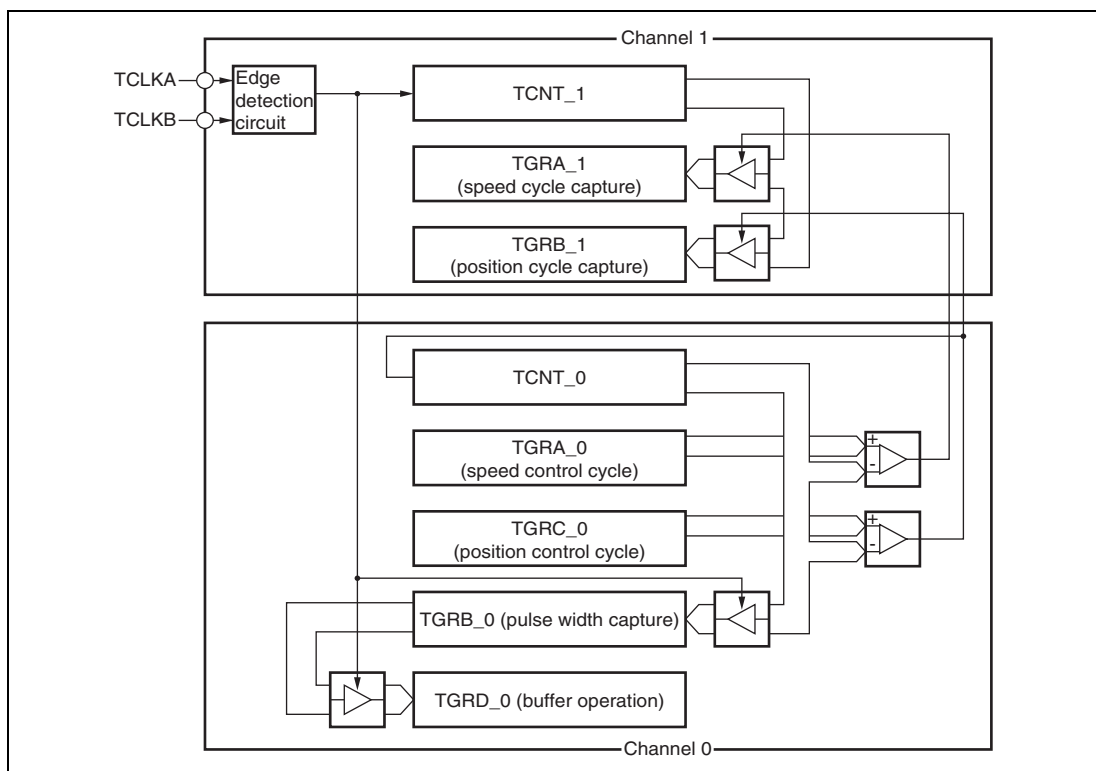 Channel 1
TCLKA
TCLKB
Edge
detection
circuit
TCNT_1
TGRA_1
(speed cycle capture)
TGRB_1
(position cycle capture)
TCNT_0
TGRA_0
(speed control cycle)
+
-
TGRC_0
(position control cycle)
+
-
TGRB_0 (pulse width capture)
TGRD_0 (buffer operation)
Channel 0